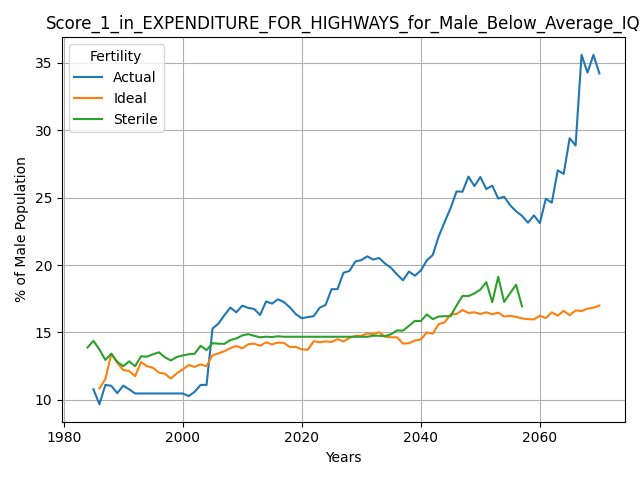 Score_1_in_EXPENDITURE_FOR_HIGHWAYS_for_Male_Below_Average_IQ
Fertility
Actual
Ideal
Sterile
% of Male Population
35
30
25
20
15
10
1980
2000
2020
2040
2060
Years